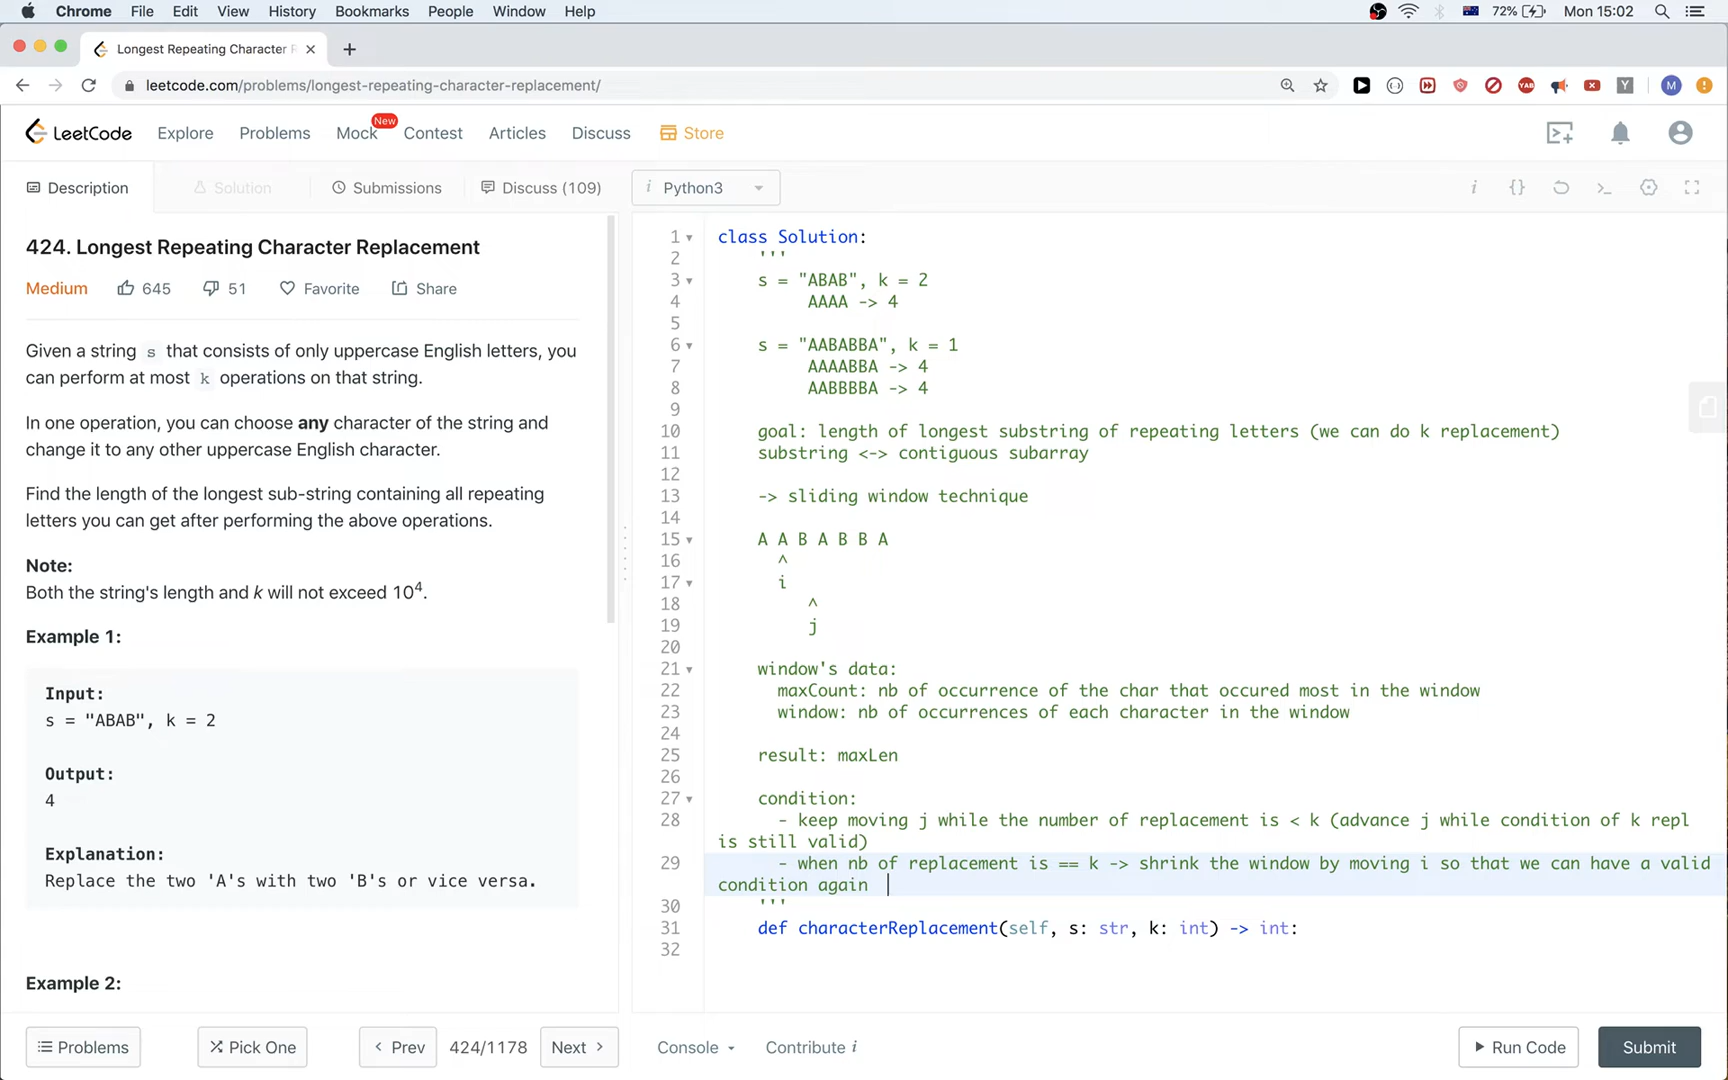 Chrome File Edit View History Bookmarks People Window Help 72% Mon 15:02
Longest Repeating Character R
leetcode.com/problems/longest-repeating-character-replacement/
YAB Y M
LeetCode Explore Problems Mock New Contest Articles Discuss Store
Description Solution Submissions Discuss (109) i Python3 i {}
424. Longest Repeating Character Replacement
Medium 645 51 Favorite Share
Given a string s that consists of only uppercase English letters, you
can perform at most k operations on that string.
In one operation, you can choose any character of the string and
change it to any other uppercase English character.
Find the length of the longest sub-string containing all repeating
letters you can get after performing the above operations.
Note:
Both the string's length and k will not exceed 10⁴.
Example 1:
Input:
s = "ABAB", k = 2
Output:
4
Explanation:
Replace the two 'A's with two 'B's or vice versa.
Example 2:
1 class Solution:
2 '''
3 s = "ABAB", k = 2
4 AAAA -> 4
5
6 s = "AABABBA", k = 1
7 AAAABBA -> 4
8 AABBBBA -> 4
9
10 goal: length of longest substring of repeating letters (we can do k replacement)
11 substring <-> contiguous subarray
12
13 -> sliding window technique
14
15 A A B A B B A
16 ^
17 i
18 ^
19 j
20
21 window's data:
22 maxCount: nb of occurrence of the char that occured most in the window
23 window: nb of occurrences of each character in the window
24
25 result: maxLen
26
27 condition:
28 - keep moving j while the number of replacement is < k (advance j while condition of k repl
is still valid)
29 - when nb of replacement is == k -> shrink the window by moving i so that we can have a valid
condition again
30 '''
31 def characterReplacement(self, s: str, k: int) -> int:
32
Problems Pick One Prev 424/1178 Next Console Contribute i Run Code Submit